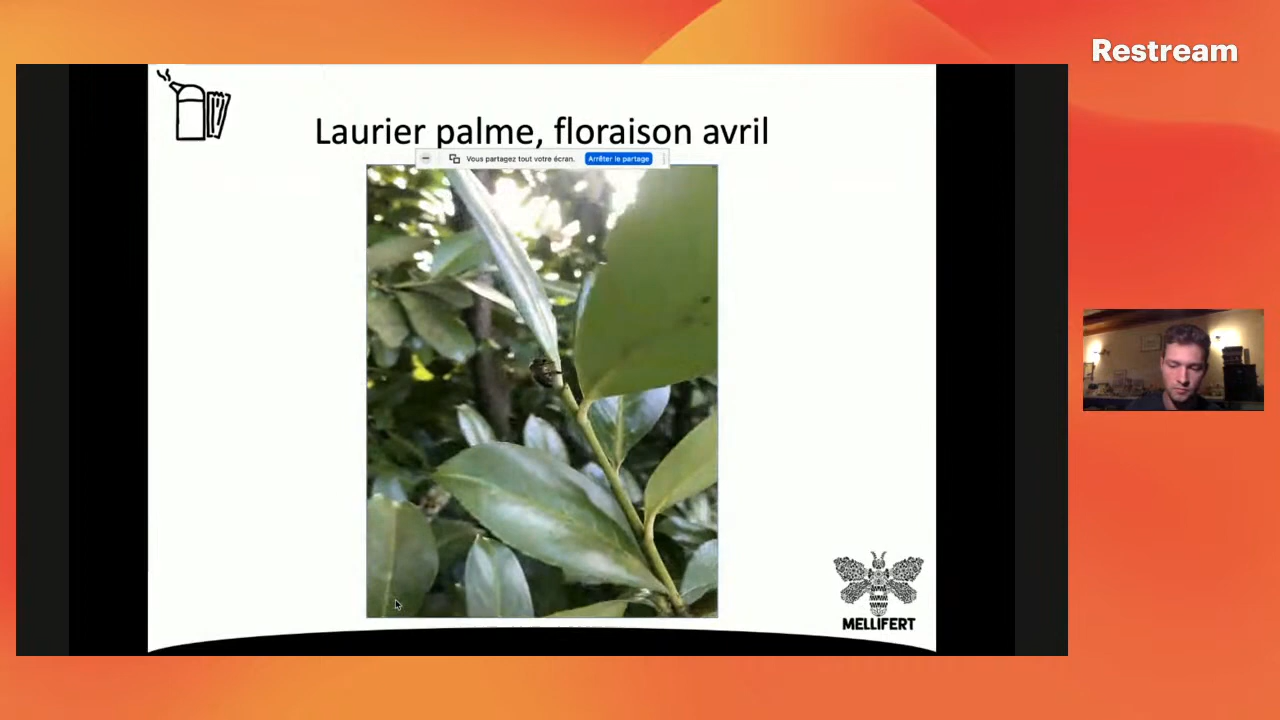 Restream
Laurier palme, floraison avril
Vous partagez tout votre écran. Arrêter le partage
MELLIFERT